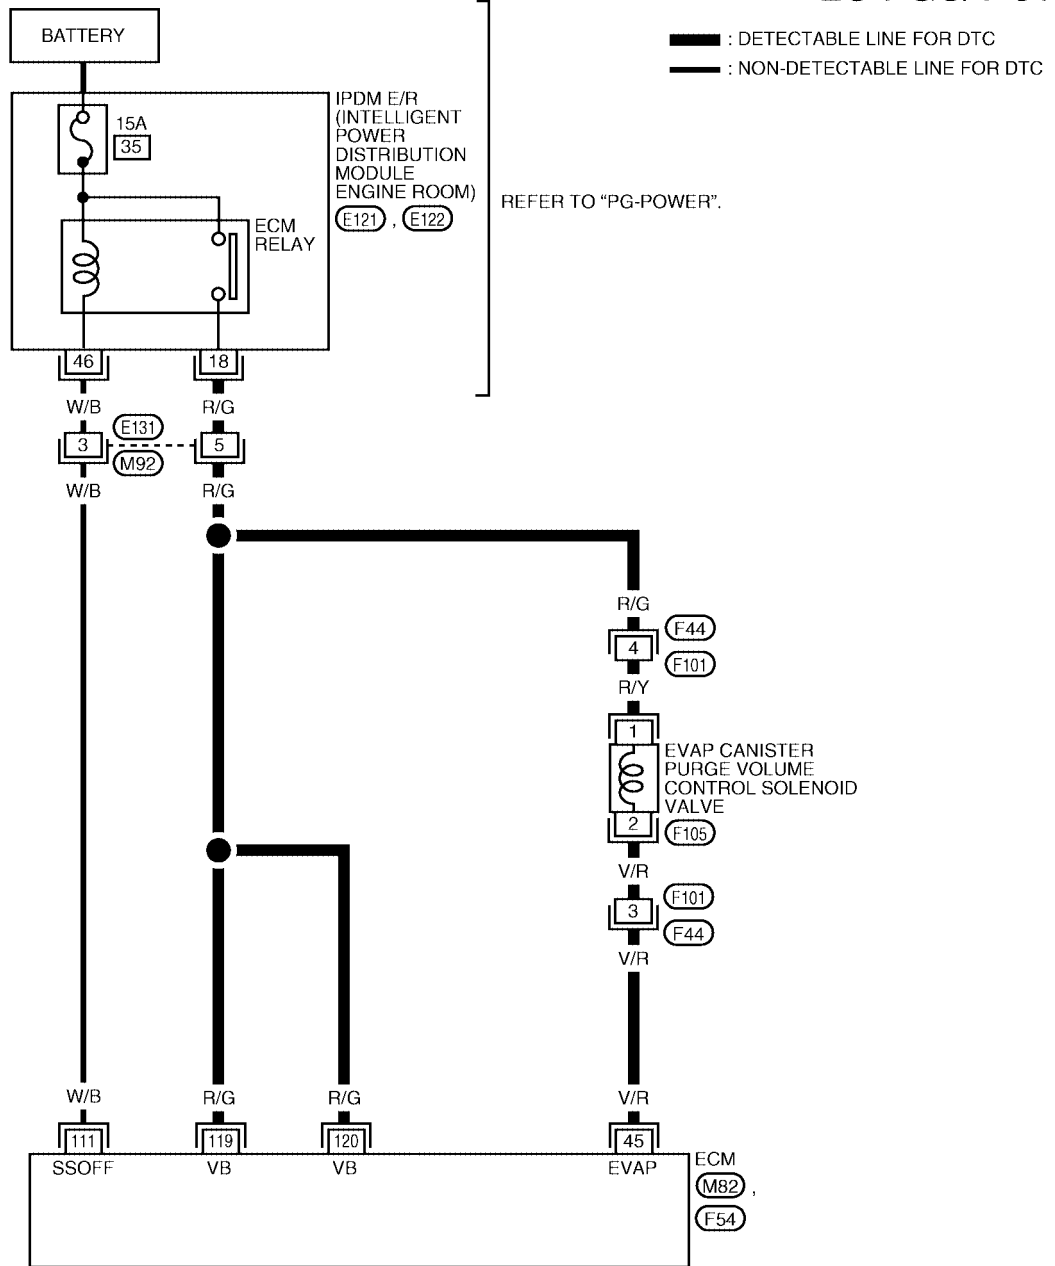 BATTERY
: DETECTABLE LINE FOR DTC
: NON-DETECTABLE LINE FOR DTC
15A
35
IPDM E/R
(INTELLIGENT
POWER
DISTRIBUTION
MODULE
ENGINE ROOM)
E121 , E122
REFER TO “PG-POWER”.
ECM
RELAY
46 18
W/B R/G
E131
3 5
M92
W/B R/G
R/G
F44
4
F101
R/Y
1
EVAP CANISTER
PURGE VOLUME
CONTROL SOLENOID
VALVE
2
F105
V/R
F101
3
F44
V/R
W/B R/G R/G V/R
111 119 120 45
SSOFF VB VB EVAP
ECM
M82 ,
F54